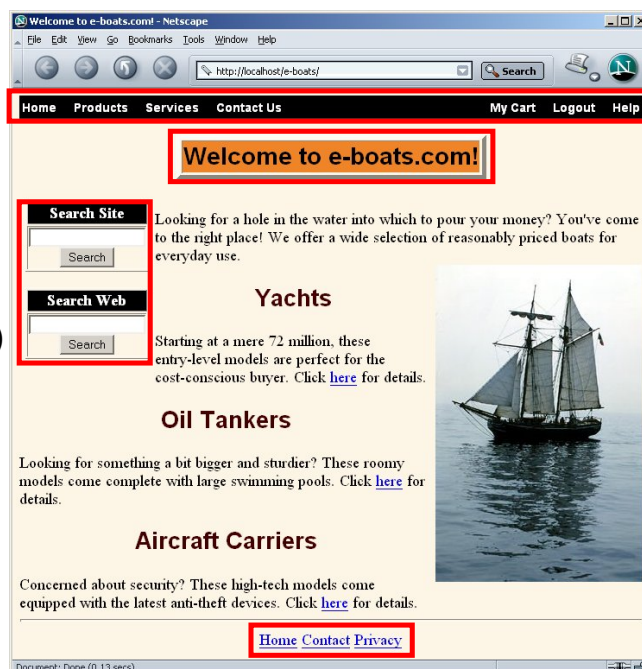 Welcome to e-boats.com! - Netscape
File Edit View Go Bookmarks Tools Window Help
http://localhost/e-boats/ Search N
Home Products Services Contact Us My Cart Logout Help
Welcome to e-boats.com!
Search Site
Search
Search Web
Search
Looking for a hole in the water into which to pour your money? You've come
to the right place! We offer a wide selection of reasonably priced boats for
everyday use.
Yachts
Starting at a mere 72 million, these
entry-level models are perfect for the
cost-conscious buyer. Click here for details.
Oil Tankers
Looking for something a bit bigger and sturdier? These roomy
models come complete with large swimming pools. Click here for
details.
Aircraft Carriers
Concerned about security? These high-tech models come
equipped with the latest anti-theft devices. Click here for details.
Home Contact Privacy
Document: Done (0.13 secs)